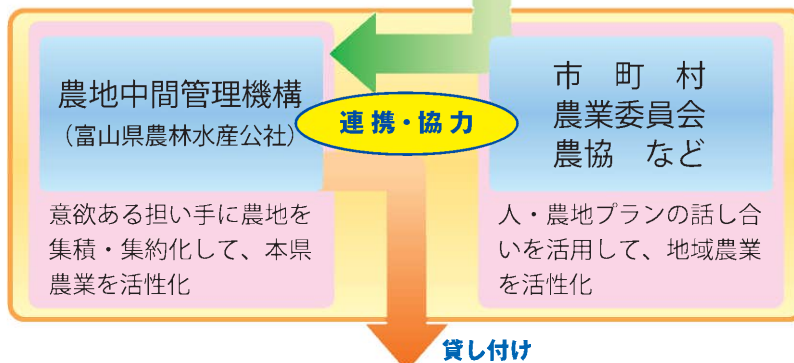 農地中間管理機構
（富山県農林水産公社）
意欲ある担い手に農地を
集積・集約化して、本県
農業を活性化
連携・協力
市　町　村
農業委員会
農協　など
人・農地プランの話し合
いを活用して、地域農業
を活性化
貸し付け